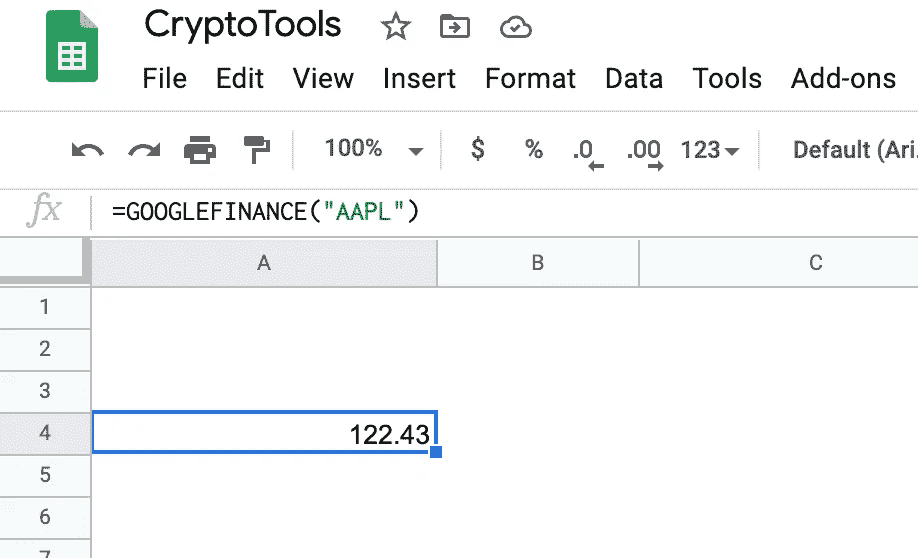 CryptoTools
File Edit View Insert Format Data Tools Add-ons
100% $ % .0 .00 123 Default (Ari.
fx =GOOGLEFINANCE("AAPL")
A B C
1
2
3
4 122.43
5
6
7